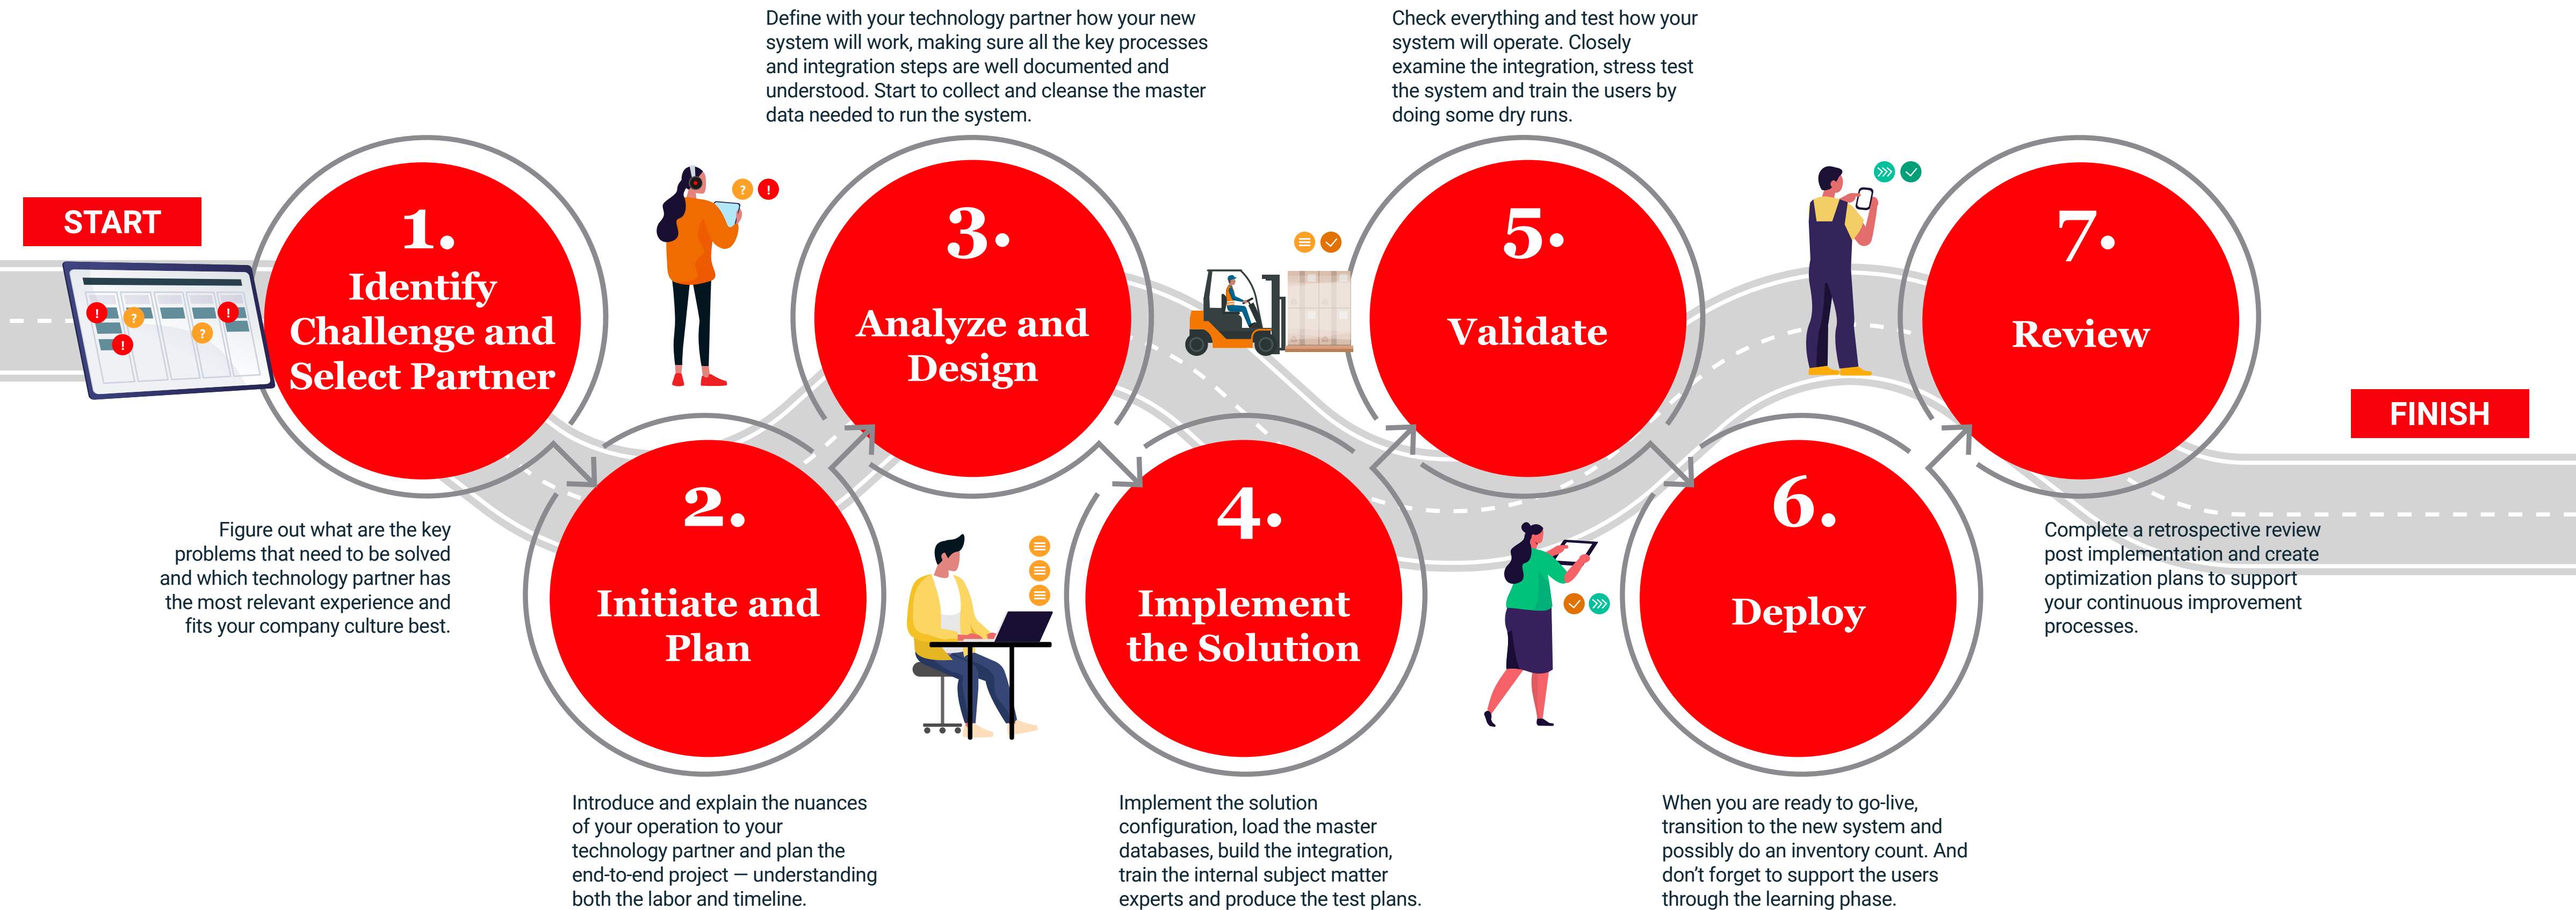 START
1.
Identify
Challenge and
Select Partner
Figure out what are the key
problems that need to be solved
and which technology partner has
the most relevant experience and
fits your company culture best.
2.
Initiate and
Plan
Introduce and explain the nuances
of your operation to your
technology partner and plan the
end-to-end project — understanding
both the labor and timeline.
Define with your technology partner how your new
system will work, making sure all the key processes
and integration steps are well documented and
understood. Start to collect and cleanse the master
data needed to run the system.
3.
Analyze and
Design
4.
Implement
the Solution
Implement the solution
configuration, load the master
databases, build the integration,
train the internal subject matter
experts and produce the test plans.
Check everything and test how your
system will operate. Closely
examine the integration, stress test
the system and train the users by
doing some dry runs.
5.
Validate
6.
Deploy
When you are ready to go-live,
transition to the new system and
possibly do an inventory count. And
don’t forget to support the users
through the learning phase.
7.
Review
Complete a retrospective review
post implementation and create
optimization plans to support
your continuous improvement
processes.
FINISH